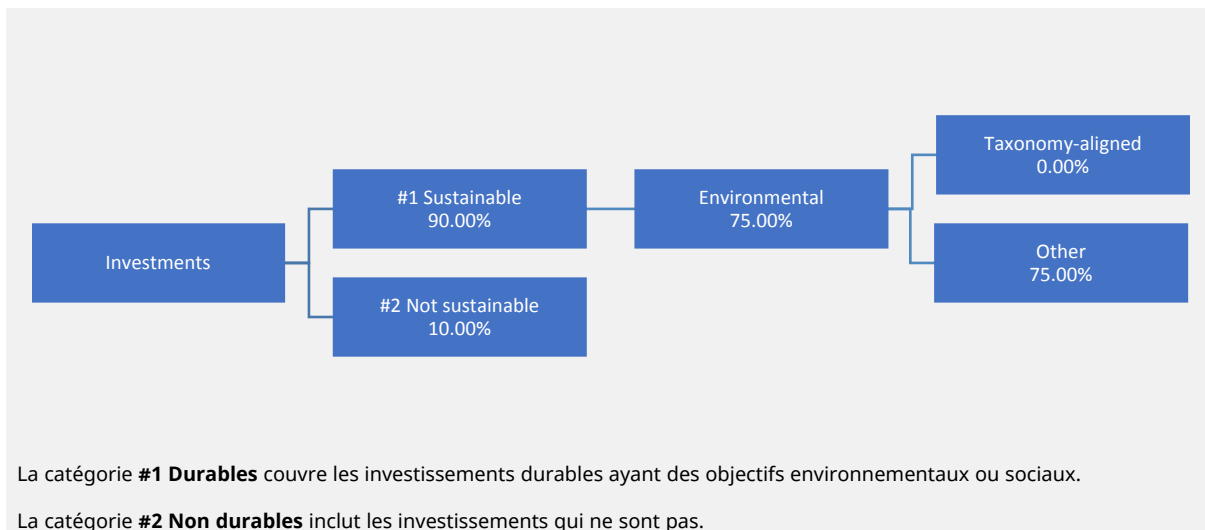 Taxonomy-aligned
0.00%
#1 Sustainable
90.00%
Environmental
75.00%
Investments
Other
75.00%
#2 Not sustainable
10.00%
La catégorie #1 Durables couvre les investissements durables ayant des objectifs environnementaux ou sociaux.
La catégorie #2 Non durables inclut les investissements qui ne sont pas.